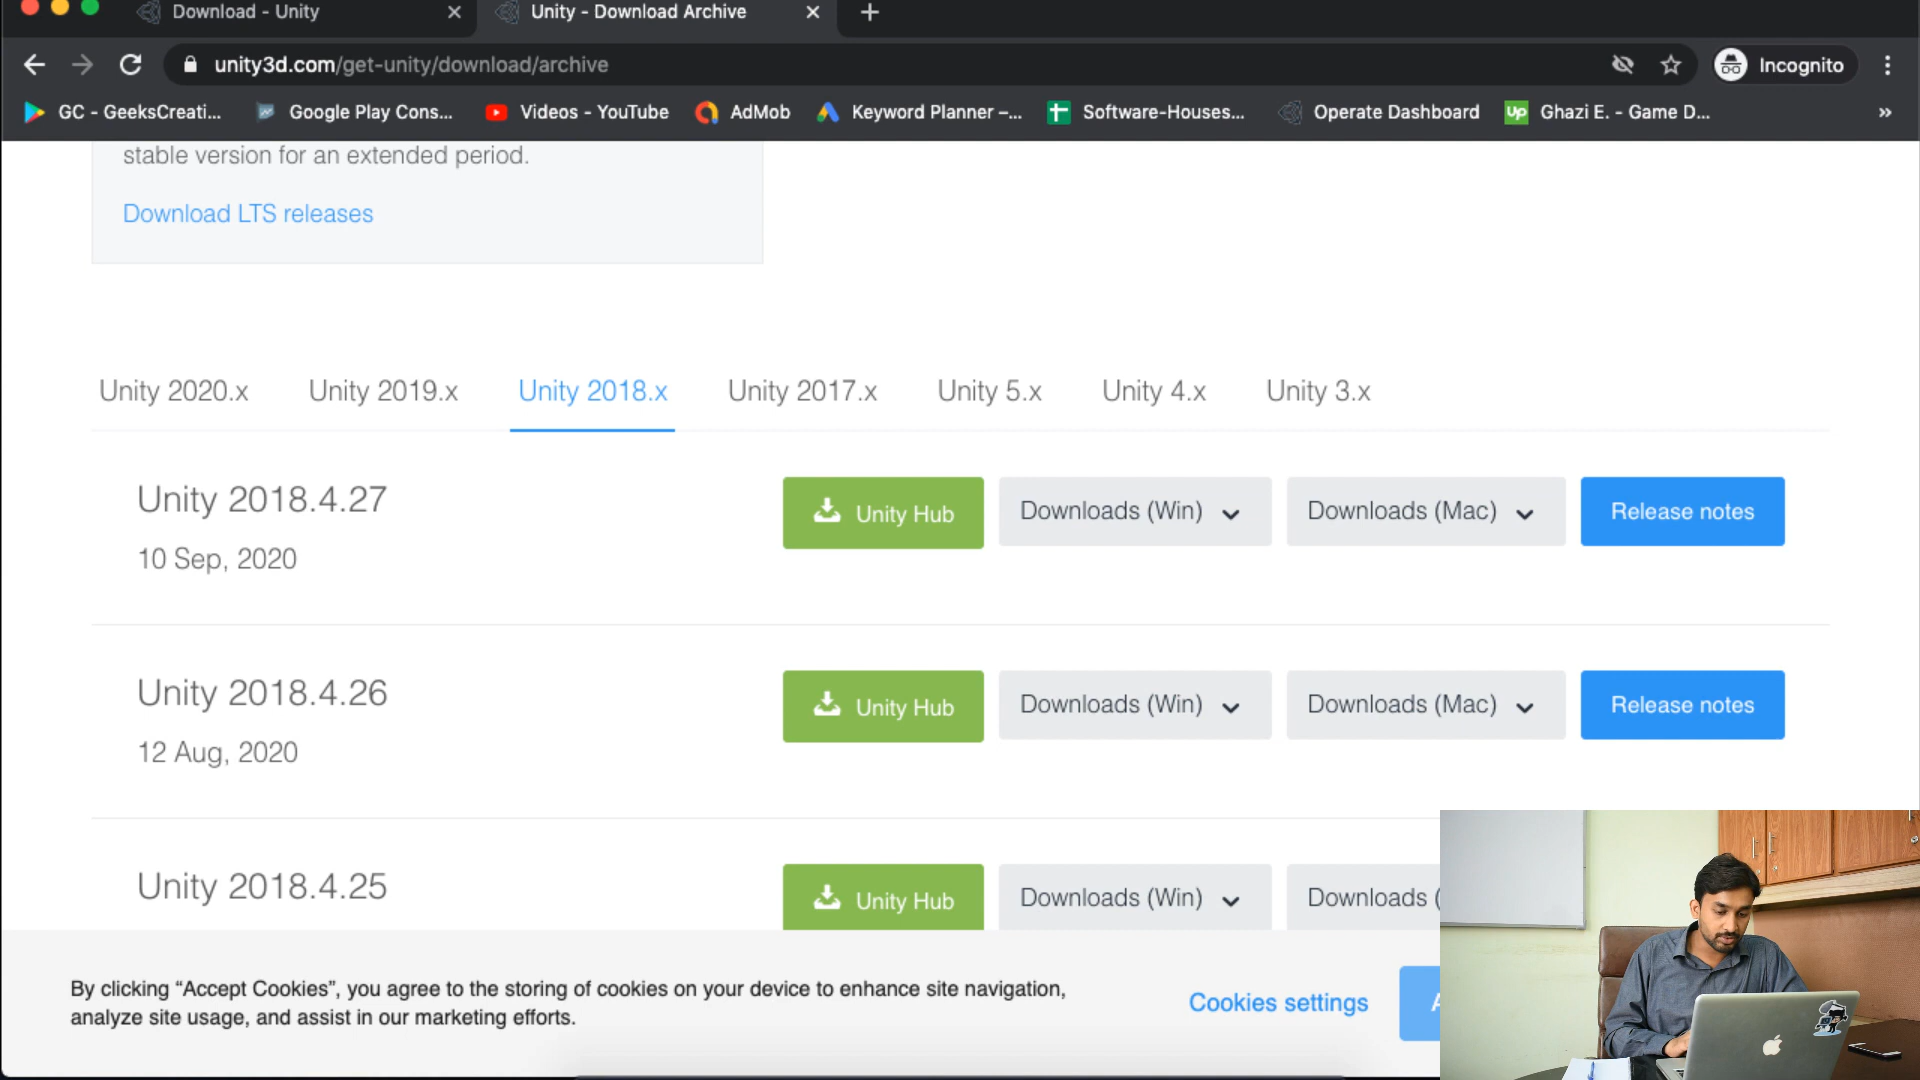 Download - Unity
Unity - Download Archive
unity3d.com/get-unity/download/archive
Incognito
GC - GeeksCreati...
Google Play Cons...
Videos - YouTube
AdMob
Keyword Planner –...
Software-Houses...
Operate Dashboard
Up
Ghazi E. - Game D...
stable version for an extended period.
Download LTS releases
Unity 2020.x
Unity 2019.x
Unity 2018.x
Unity 2017.x
Unity 5.x
Unity 4.x
Unity 3.x
Unity 2018.4.27
10 Sep, 2020
Unity Hub
Downloads (Win)
Downloads (Mac)
Release notes
Unity 2018.4.26
12 Aug, 2020
Unity Hub
Downloads (Win)
Downloads (Mac)
Release notes
Unity 2018.4.25
Unity Hub
Downloads (Win)
Downloads (
By clicking “Accept Cookies”, you agree to the storing of cookies on your device to enhance site navigation,
analyze site usage, and assist in our marketing efforts.
Cookies settings
A